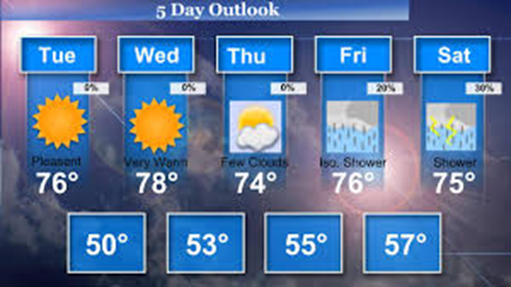 5 Day Outlook
Tue Wed Thu Fri Sat
0% 0% 0% 20% 30%
Pleasent Very Warm Few Clouds Iso. Shower Shower
76° 78° 74° 76° 75°
50° 53° 55° 57°